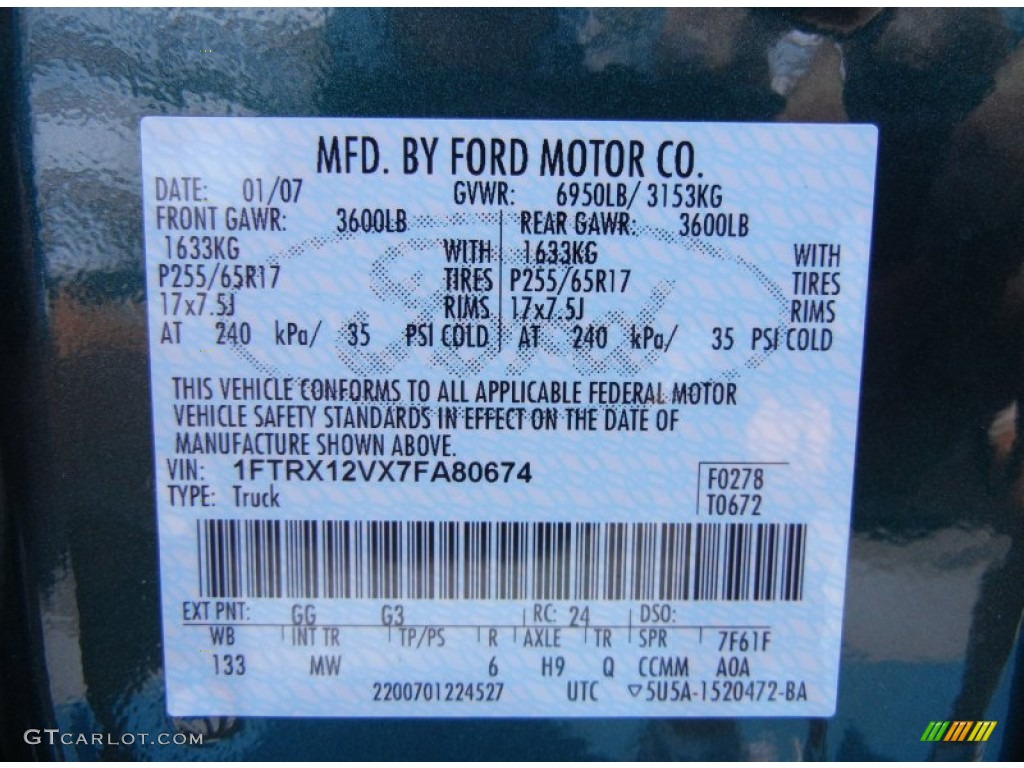 MFD. BY FORD MOTOR CO.
DATE: 01/07 GVWR: 6950LB/ 3153KG
FRONT GAWR: 3600LB REAR GAWR: 3600LB
1633KG WITH 1633KG WITH
P255/65R17 TIRES P255/65R17 TIRES
17x7.5J RIMS 17x7.5J RIMS
AT 240 kPa/ 35 PSI COLD AT 240 kPa/ 35 PSI COLD
Ford
THIS VEHICLE CONFORMS TO ALL APPLICABLE FEDERAL MOTOR
VEHICLE SAFETY STANDARDS IN EFFECT ON THE DATE OF
MANUFACTURE SHOWN ABOVE.
VIN: 1FTRX12VX7FA80674 F0278
TYPE: Truck T0672
EXT PNT: GG G3 RC: 24 DSO:
WB INT TR TP/PS R AXLE TR SPR 7F61F
133 MW 6 H9 Q CCMM AOA
2200701224527 UTC ▽5U5A-1520472-BA
GTCARLOT.COM